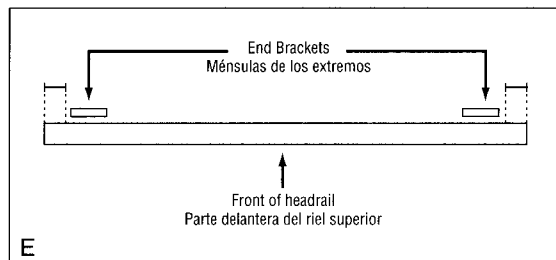 End Brackets
Ménsulas de los extremos
Front of headrail
Parte delantera del riel superior
E